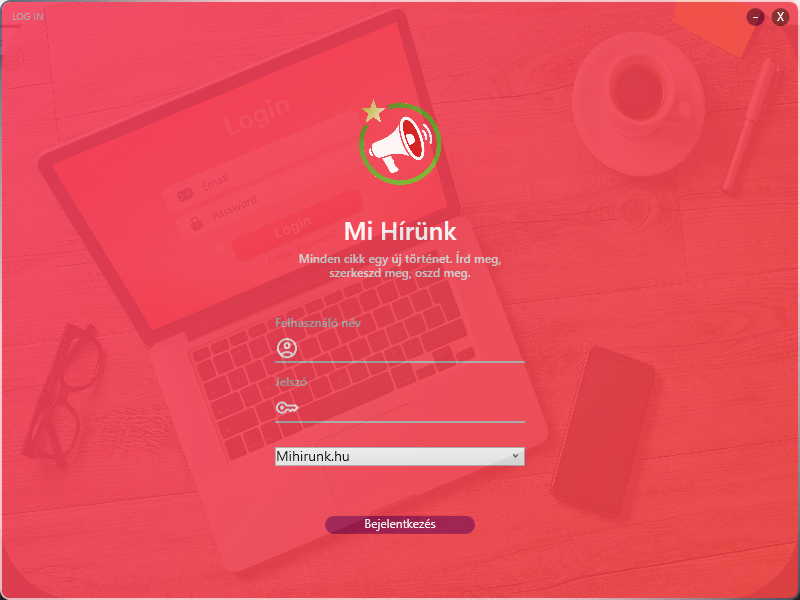 LOG IN
–
X
Login
Email
Password
Login
Mi Hírünk
Minden cikk egy új történet. Írd meg,
szerkeszd meg, oszd meg.
Felhasználó név
Jelszó
Mihirunk.hu
Bejelentkezés